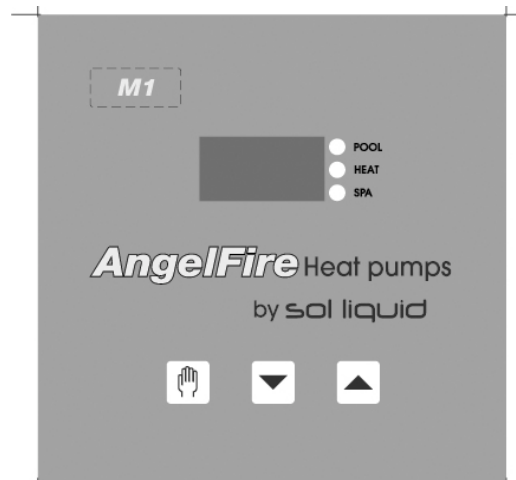 M1
POOL
HEAT
SPA
AngelFire Heat pumps
by sol liquid